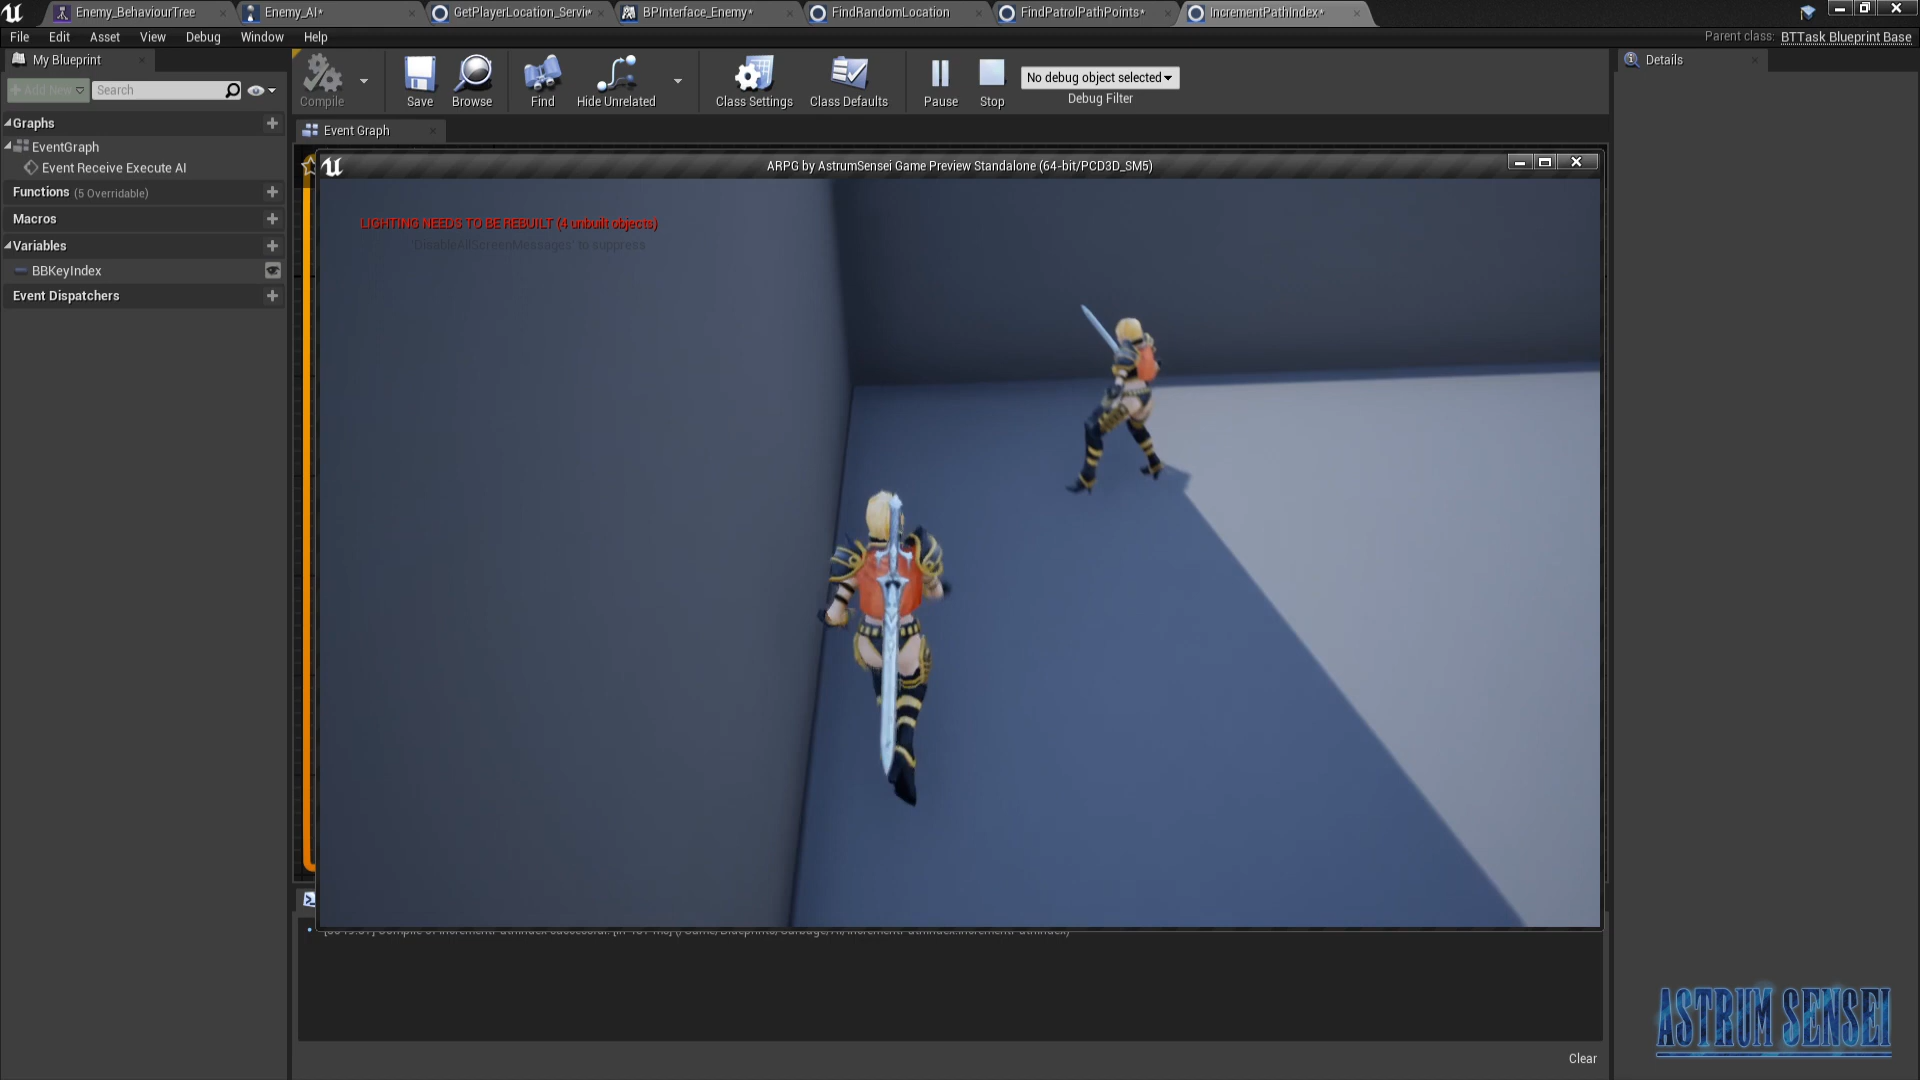 Enemy_BehaviourTree
Enemy_AI*
GetPlayerLocation_Servi*
BPInterface_Enemy*
FindRandomLocation
FindPatrolPathPoints*
IncrementPathIndex*
File Edit Asset View Debug Window Help
Parent class: BTTask Blueprint Base
My Blueprint
Details
Add New
Search
Compile
Save
Browse
Find
Hide Unrelated
Class Settings
Class Defaults
Pause
Stop
No debug object selected
Debug Filter
Graphs
Event Graph
EventGraph
Event Receive Execute AI
ARPG by AstrumSensei Game Preview Standalone (64-bit/PCD3D_SM5)
Functions (5 Overridable)
Macros
LIGHTING NEEDS TO BE REBUILT (4 unbuilt objects)
'DisableAllScreenMessages' to suppress
Variables
BBKeyIndex
Event Dispatchers
ASTRUM SENSEI
Clear